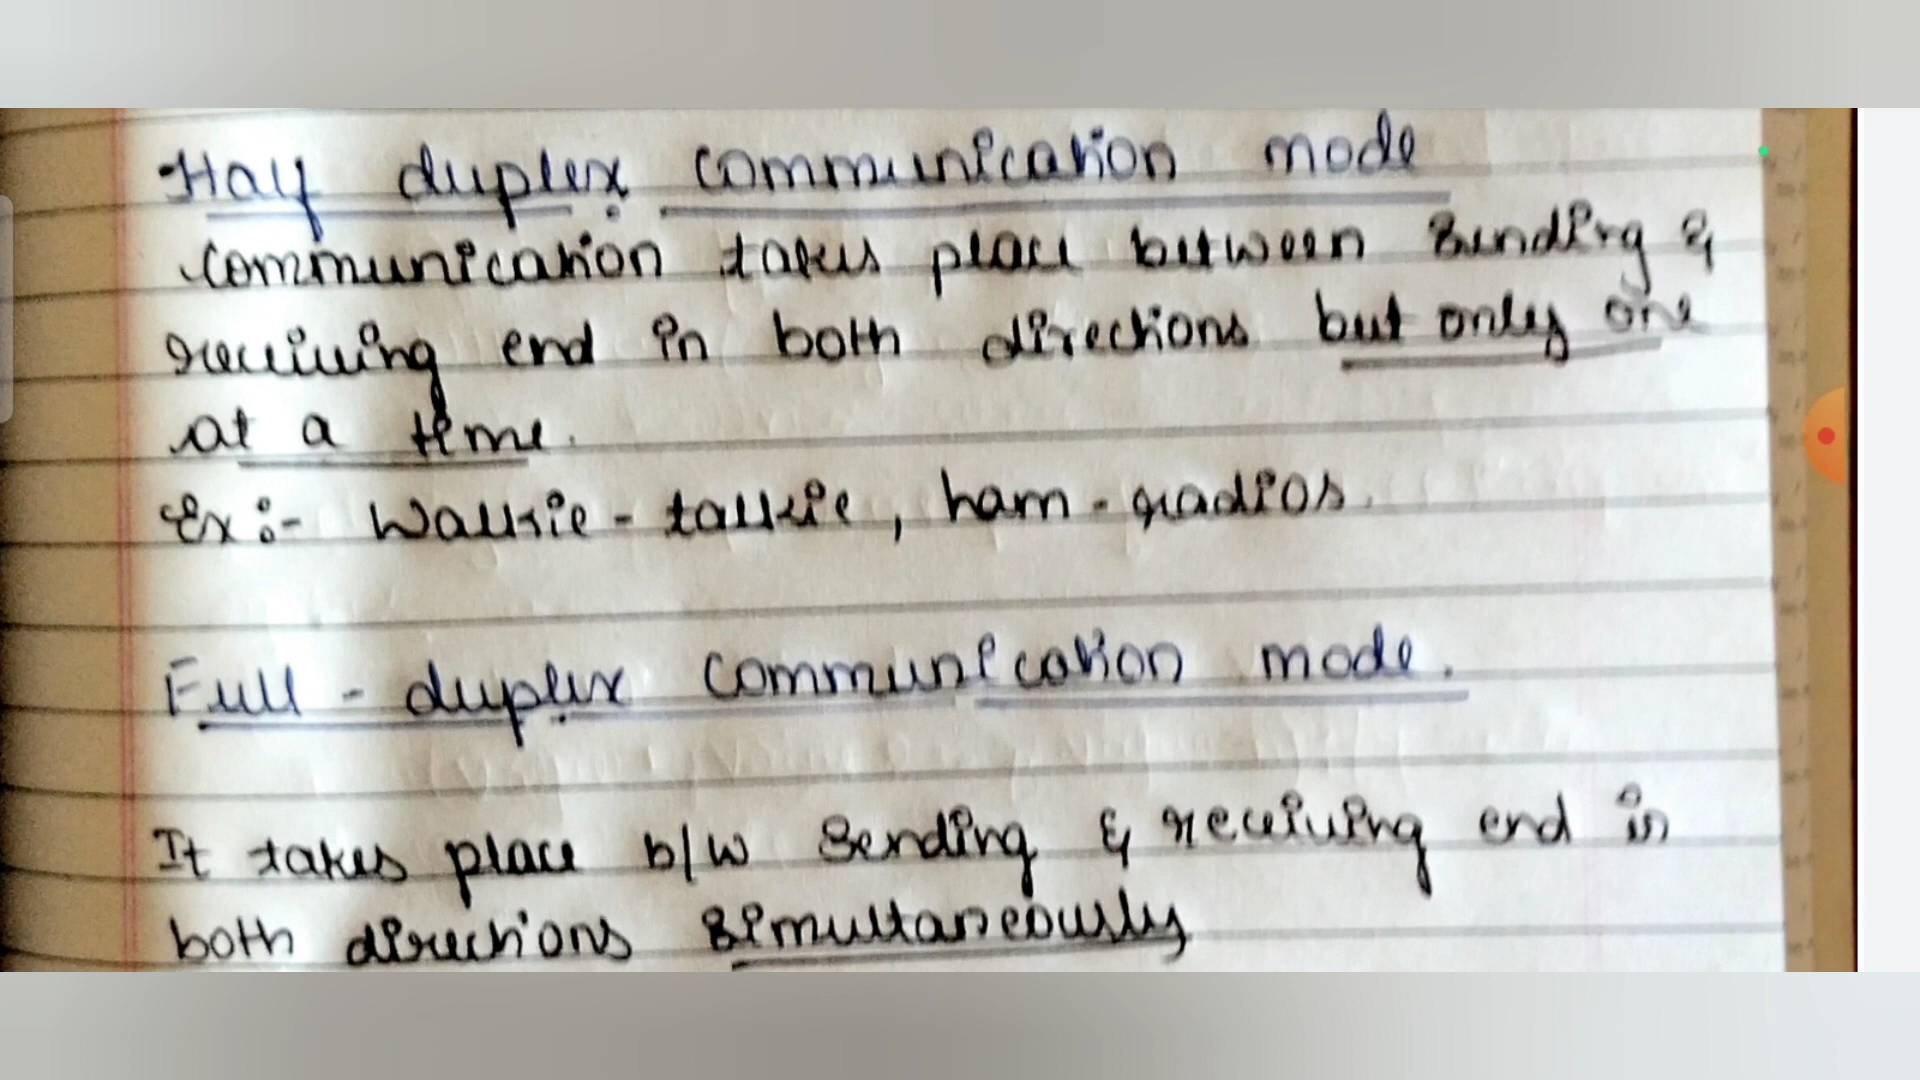 Half duplex communication mode
Communication takes place between sending &
receiving end in both directions but only one
at a time.
Ex :- Walkie - talkie, ham - radios.
Full - duplex communication mode.
It takes place b/w sending & receiving end in
both directions simultaneously